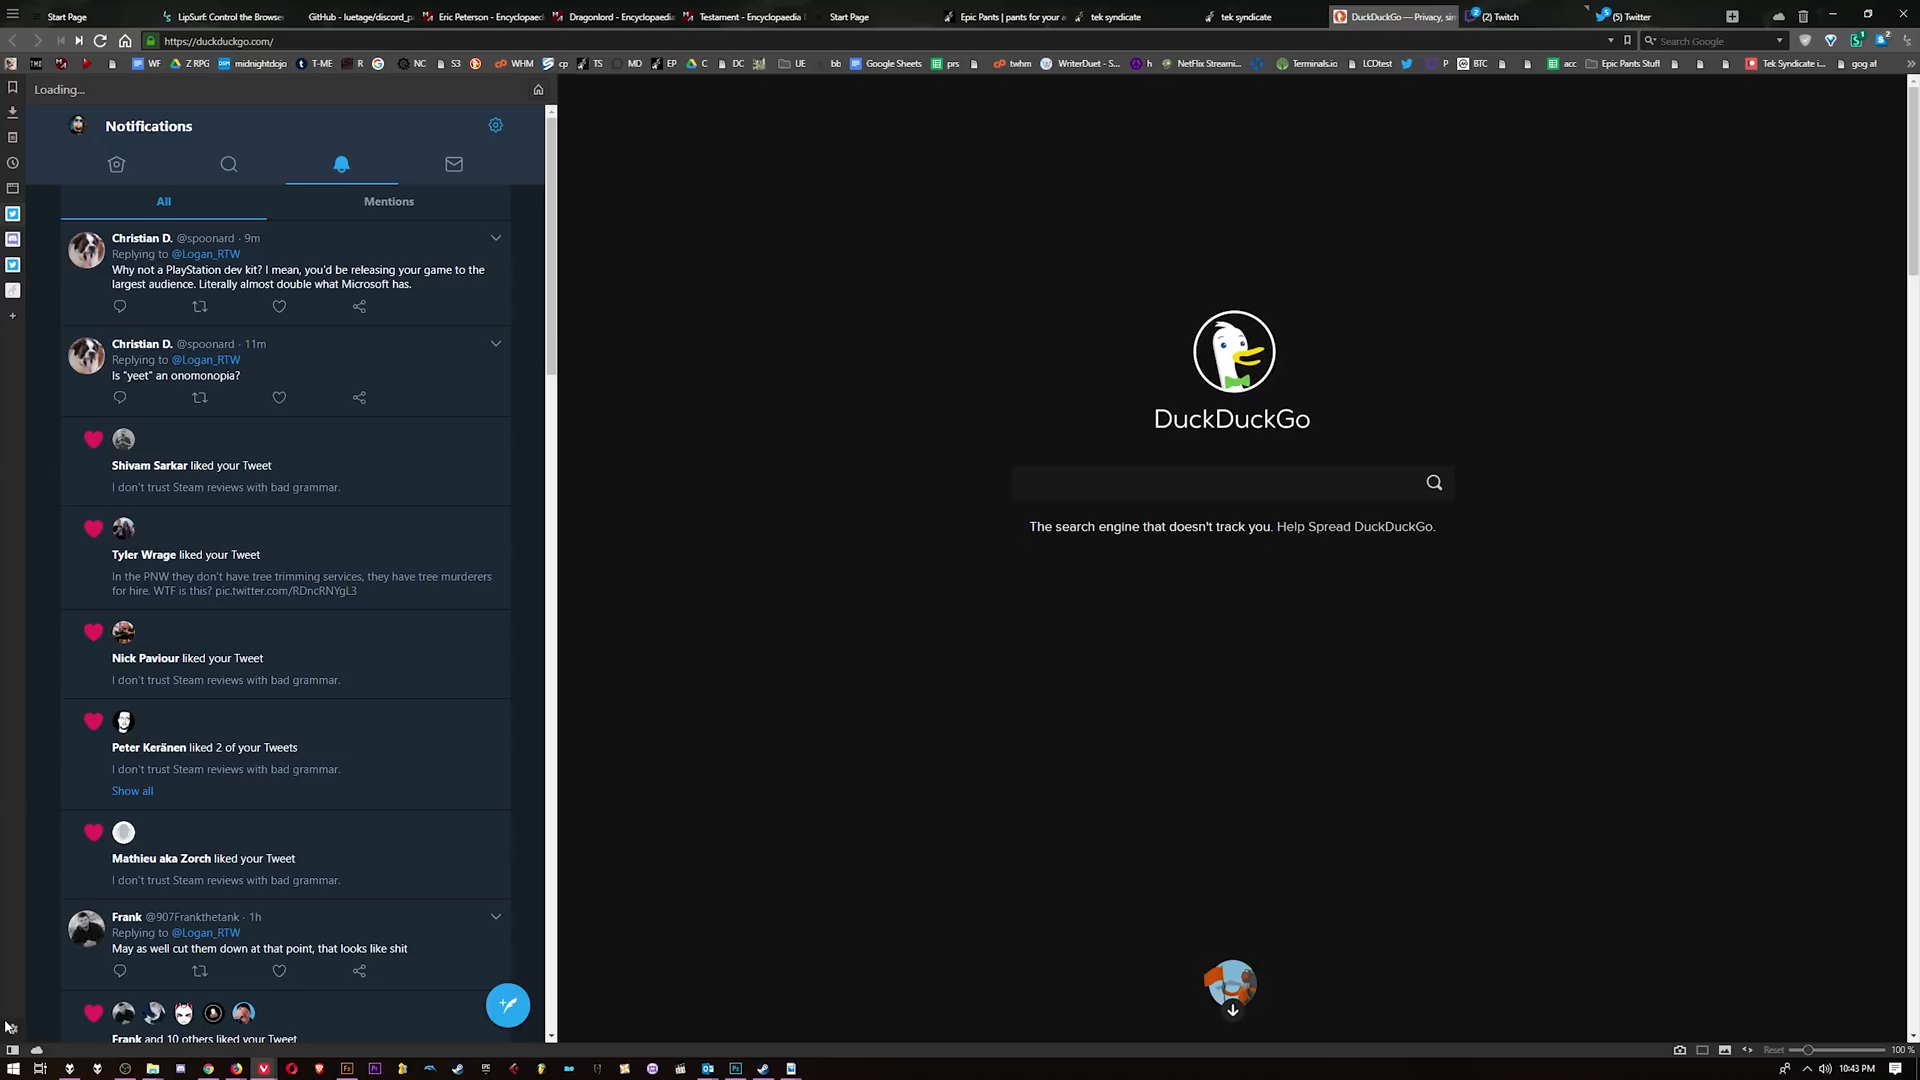 Start Page
LipSurf: Control the Browse
GitHub - luetage/discord_p
Eric Peterson - Encyclopaed
Dragonlord - Encyclopaedi
Testament - Encyclopaedia
Start Page
Epic Pants | pants for your
tek syndicate
tek syndicate
DuckDuckGo — Privacy, sin
(2) Twitch
(5) Twitter
https://duckduckgo.com/
Search Google
WF
Z RPG
midnightdojo
T-ME
R
NC
S3
WHM
cp
TS
MD
EP
C
DC
UE
bb
Google Sheets
prs
twhm
WriterDuet - S...
h
NetFlix Streami...
Terminals.io
LCDtest
P
BTC
acc
Epic Pants Stuff
Tek Syndicate i...
gog af
Loading...
Notifications
All
Mentions
Christian D. @spoonard · 9m
Replying to @Logan_RTW
Why not a PlayStation dev kit? I mean, you'd be releasing your game to the
largest audience. Literally almost double what Microsoft has.
Christian D. @spoonard · 11m
Replying to @Logan_RTW
Is "yeet" an onomonopia?
Shivam Sarkar liked your Tweet
I don't trust Steam reviews with bad grammar.
Tyler Wrage liked your Tweet
In the PNW they don't have tree trimming services, they have tree murderers
for hire. WTF is this? pic.twitter.com/RDncRNYgL3
Nick Paviour liked your Tweet
I don't trust Steam reviews with bad grammar.
Peter Keränen liked 2 of your Tweets
I don't trust Steam reviews with bad grammar.
Show all
Mathieu aka Zorch liked your Tweet
I don't trust Steam reviews with bad grammar.
Frank @907Frankthetank · 1h
Replying to @Logan_RTW
May as well cut them down at that point, that looks like shit
Frank and 10 others liked your Tweet
DuckDuckGo
The search engine that doesn't track you. Help Spread DuckDuckGo.
Reset
100 %
10:43 PM